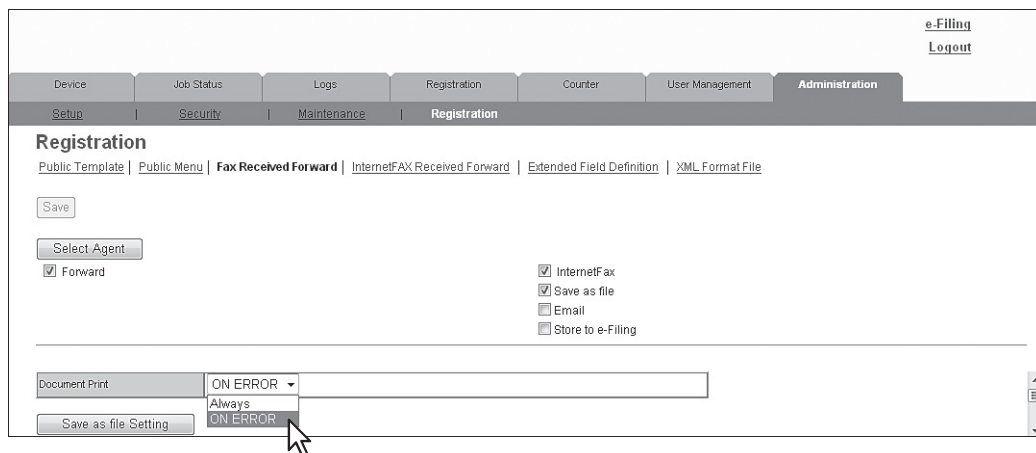 e-Filing
Logout
Device Job Status Logs Registration Counter User Management Administration
Setup | Security | Maintenance | Registration
Registration
Public Template | Public Menu | Fax Received Forward | InternetFAX Received Forward | Extended Field Definition | XML Format File
Save
Select Agent
Forward InternetFax
Save as file
Email
Store to e-Filing
Document Print ON ERROR
Always
ON ERROR
Save as file Setting